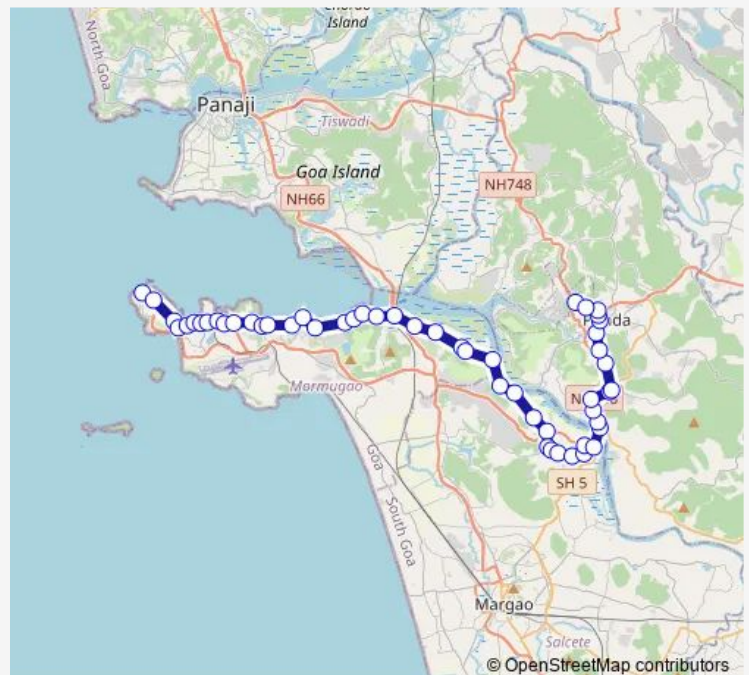 Island
North Goa
Panaji
Tiswadi
Goa Island
NH748
NH66
Mormugao
Goa
South Goa
SH 5
Margao
Salcete
© OpenStreetMap contributors